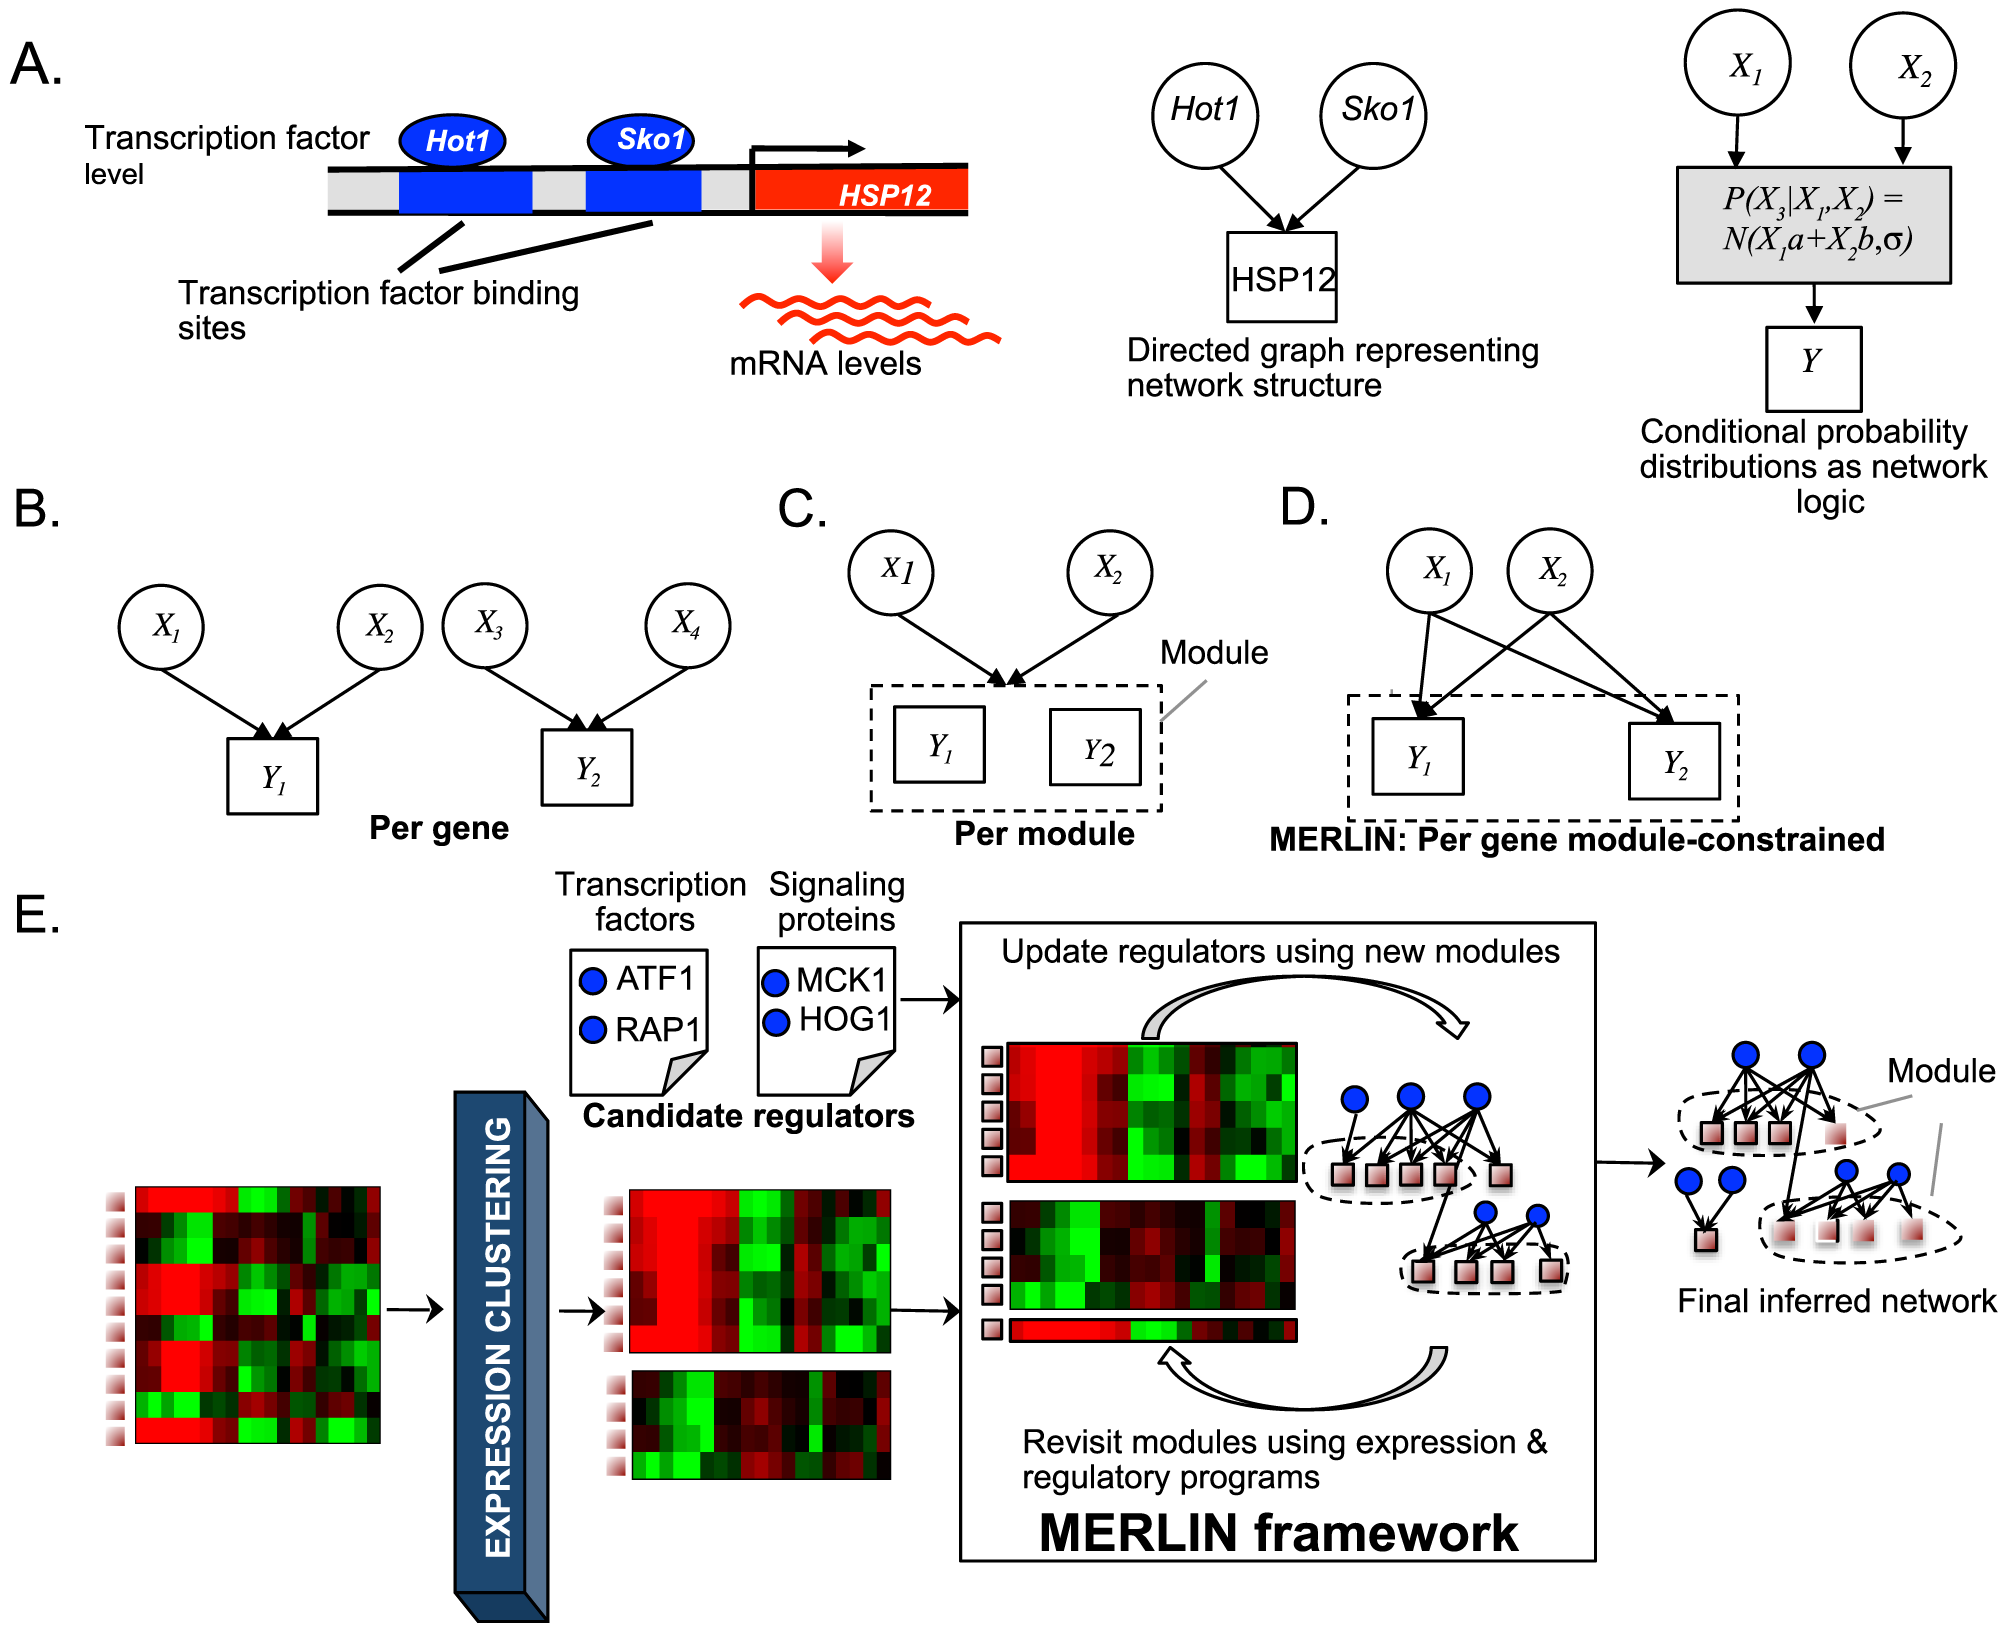 A.
Transcription factor
level
Hot1
Sko1
HSP12
Transcription factor binding
sites
mRNA levels
Hot1
Sko1
HSP12
Directed graph representing
network structure
X1
X2
P(X3|X1,X2) =
N(X1a+X2b,σ)
Y
Conditional probability
distributions as network
logic
B.
X1
X2
X3
X4
Y1
Y2
Per gene
C.
X1
X2
Module
Y1
Y2
Per module
D.
X1
X2
Y1
Y2
MERLIN: Per gene module-constrained
E.
Transcription
factors
Signaling
proteins
ATF1
RAP1
MCK1
HOG1
Candidate regulators
EXPRESSION CLUSTERING
Update regulators using new modules
Revisit modules using expression &
regulatory programs
MERLIN framework
Module
Final inferred network